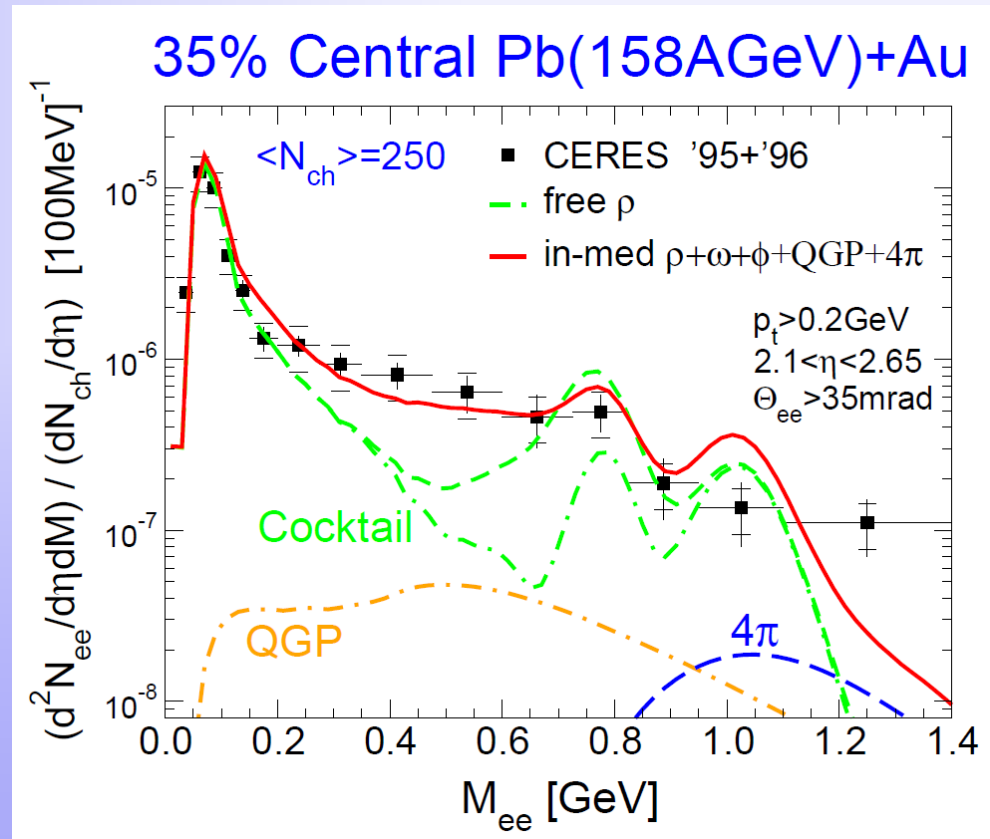 35% Central Pb(158AGeV)+Au
<N_ch>=250
CERES '95+'96
free ρ
in-med ρ+ω+ϕ+QGP+4π
p_t>0.2GeV
2.1<η<2.65
Θ_ee>35mrad
Cocktail
QGP
4π
(d²N_ee/dηdM) / (dN_ch/dη) [100MeV]⁻¹
10⁻⁵
10⁻⁶
10⁻⁷
10⁻⁸
0.0 0.2 0.4 0.6 0.8 1.0 1.2 1.4
M_ee [GeV]